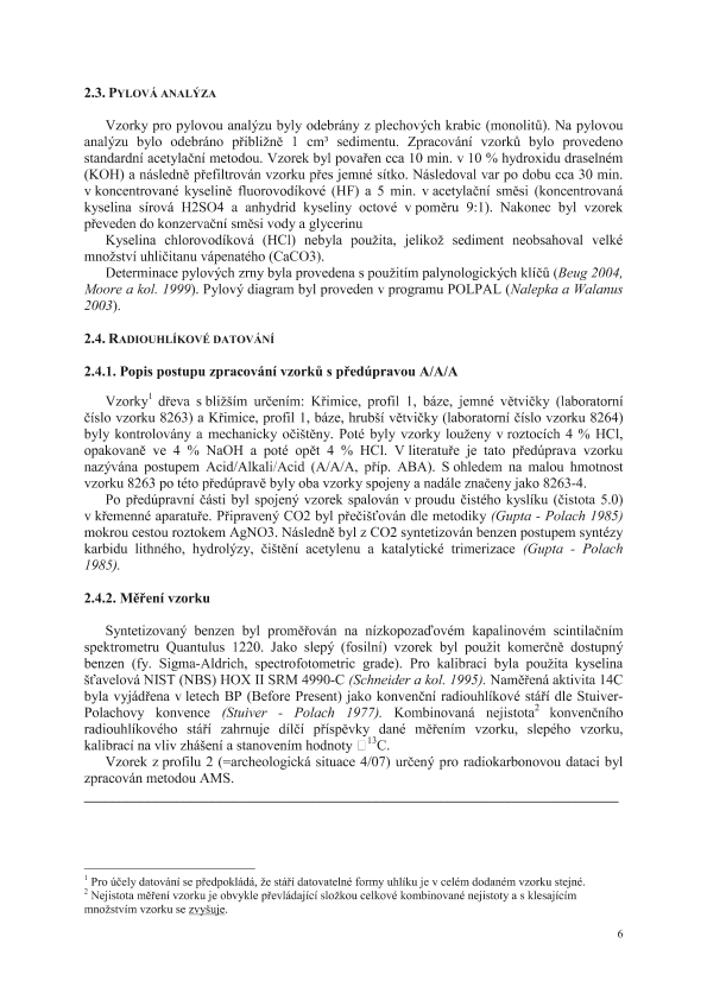 2.3. PYLOVÁ ANALÝZA
Vzorky pro pylovou analýzu byly odebrány z plechových krabic (monolitů). Na pylovou
analýzu bylo odebráno přibližně 1 cm³ sedimentu. Zpracování vzorků bylo provedeno
standardní acetylační metodou. Vzorek byl povařen cca 10 min. v 10 % hydroxidu draselném
(KOH) a následně přefiltrován vzorku přes jemné sítko. Následoval var po dobu cca 30 min.
v koncentrované kyselině fluorovodíkové (HF) a 5 min. v acetylační směsi (koncentrovaná
kyselina sírová H2SO4 a anhydrid kyseliny octové v poměru 9:1). Nakonec byl vzorek
převeden do konzervační směsi vody a glycerinu
Kyselina chlorovodíková (HCl) nebyla použita, jelikož sediment neobsahoval velké
množství uhličitanu vápenatého (CaCO3).
Determinace pylových zrny byla provedena s použitím palynologických klíčů (Beug 2004,
Moore a kol. 1999). Pylový diagram byl proveden v programu POLPAL (Nalepka a Walanus
2003).
2.4. RADIOUHLÍKOVÉ DATOVÁNÍ
2.4.1. Popis postupu zpracování vzorků s předúpravou A/A/A
Vzorky1 dřeva s bližším určením: Křimice, profil 1, báze, jemné větvičky (laboratorní
číslo vzorku 8263) a Křimice, profil 1, báze, hrubší větvičky (laboratorní číslo vzorku 8264)
byly kontrolovány a mechanicky očištěny. Poté byly vzorky louženy v roztocích 4 % HCl,
opakovaně ve 4 % NaOH a poté opět 4 % HCl. V literatuře je tato předúprava vzorku
nazývána postupem Acid/Alkali/Acid (A/A/A, příp. ABA). S ohledem na malou hmotnost
vzorku 8263 po této předúpravě byly oba vzorky spojeny a nadále značeny jako 8263-4.
Po předúpravní části byl spojený vzorek spalován v proudu čistého kyslíku (čistota 5.0)
v křemenné aparatuře. Připravený CO2 byl přečišťován dle metodiky (Gupta - Polach 1985)
mokrou cestou roztokem AgNO3. Následně byl z CO2 syntetizován benzen postupem syntézy
karbidu lithného, hydrolýzy, čištění acetylenu a katalytické trimerizace (Gupta - Polach
1985).
2.4.2. Měření vzorku
Syntetizovaný benzen byl proměřován na nízkopozaďovém kapalinovém scintilačním
spektrometru Quantulus 1220. Jako slepý (fosilní) vzorek byl použit komerčně dostupný
benzen (fy. Sigma-Aldrich, spectrofotometric grade). Pro kalibraci byla použita kyselina
šťavelová NIST (NBS) HOX II SRM 4990-C (Schneider a kol. 1995). Naměřená aktivita 14C
byla vyjádřena v letech BP (Before Present) jako konvenční radiouhlíkové stáří dle Stuiver-
Polachovy konvence (Stuiver - Polach 1977). Kombinovaná nejistota2 konvenčního
radiouhlíkového stáří zahrnuje dílčí příspěvky dané měřením vzorku, slepého vzorku,
kalibrací na vliv zhášení a stanovením hodnoty □13C.
Vzorek z profilu 2 (=archeologická situace 4/07) určený pro radiokarbonovou dataci byl
zpracován metodou AMS.
1 Pro účely datování se předpokládá, že stáří datovatelné formy uhlíku je v celém dodaném vzorku stejné.
2 Nejistota měření vzorku je obvykle převládající složkou celkové kombinované nejistoty a s klesajícím
množstvím vzorku se zvyšuje.
6